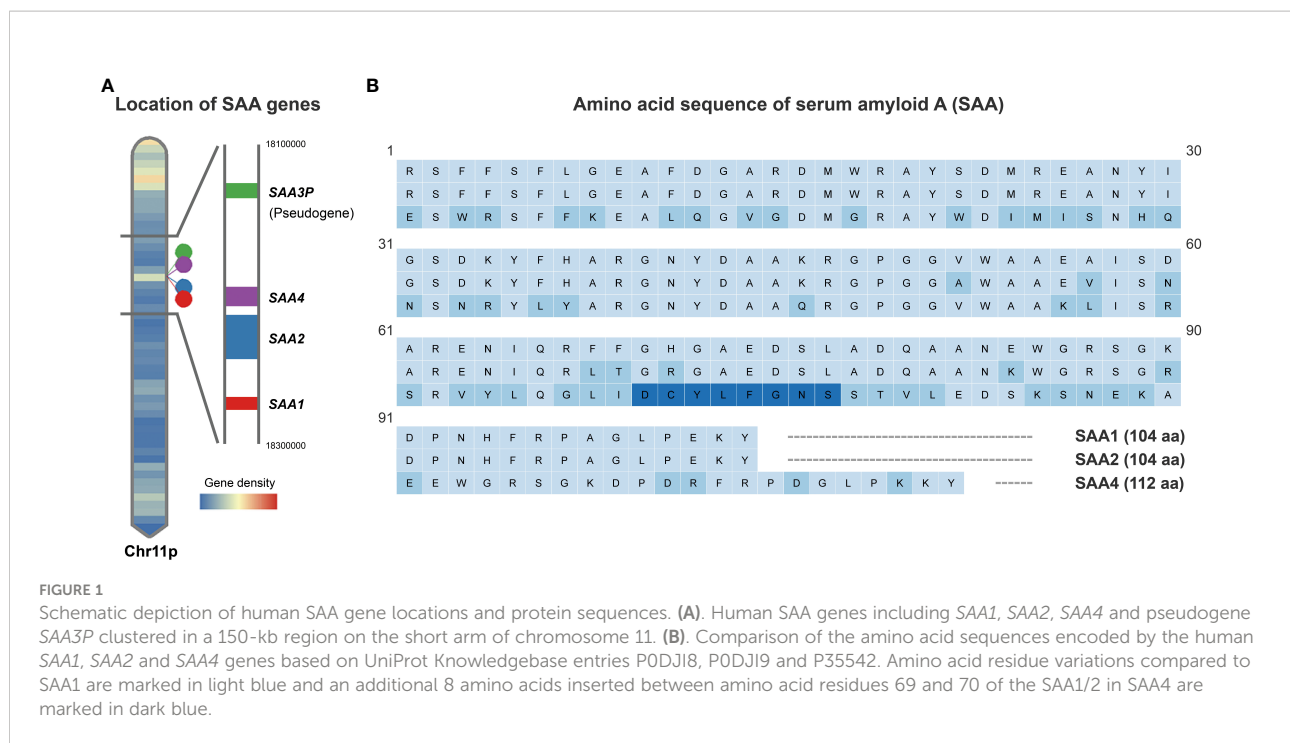 A
Location of SAA genes
18100000
SAA3P
(Pseudogene)
SAA4
SAA2
SAA1
18300000
Gene density
Chr11p
B
Amino acid sequence of serum amyloid A (SAA)
1 30
R S F F S F L G E A F D G A R D M W R A Y S D M R E A N Y I
R S F F S F L G E A F D G A R D M W R A Y S D M R E A N Y I
E S W R S F F K E A L Q G V G D M G R A Y W D I M I S N H Q
31 60
G S D K Y F H A R G N Y D A A K R G P G G V W A A E A I S D
G S D K Y F H A R G N Y D A A K R G P G G A W A A E V I S N
N S N R Y L Y A R G N Y D A A Q R G P G G V W A A K L I S R
61 90
A R E N I Q R F F G H G A E D S L A D Q A A N E W G R S G K
A R E N I Q R L T G R G A E D S L A D Q A A N K W G R S G R
S R V Y L Q G L I D C Y L F G N S S T V L E D S K S N E K A
91
D P N H F R P A G L P E K Y ---------------------------------- SAA1 (104 aa)
D P N H F R P A G L P E K Y ---------------------------------- SAA2 (104 aa)
E E W G R S G K D P D R F R P D G L P K K Y ------ SAA4 (112 aa)
FIGURE 1
Schematic depiction of human SAA gene locations and protein sequences. (A). Human SAA genes including SAA1, SAA2, SAA4 and pseudogene
SAA3P clustered in a 150-kb region on the short arm of chromosome 11. (B). Comparison of the amino acid sequences encoded by the human
SAA1, SAA2 and SAA4 genes based on UniProt Knowledgebase entries P0DJI8, P0DJI9 and P35542. Amino acid residue variations compared to
SAA1 are marked in light blue and an additional 8 amino acids inserted between amino acid residues 69 and 70 of the SAA1/2 in SAA4 are
marked in dark blue.